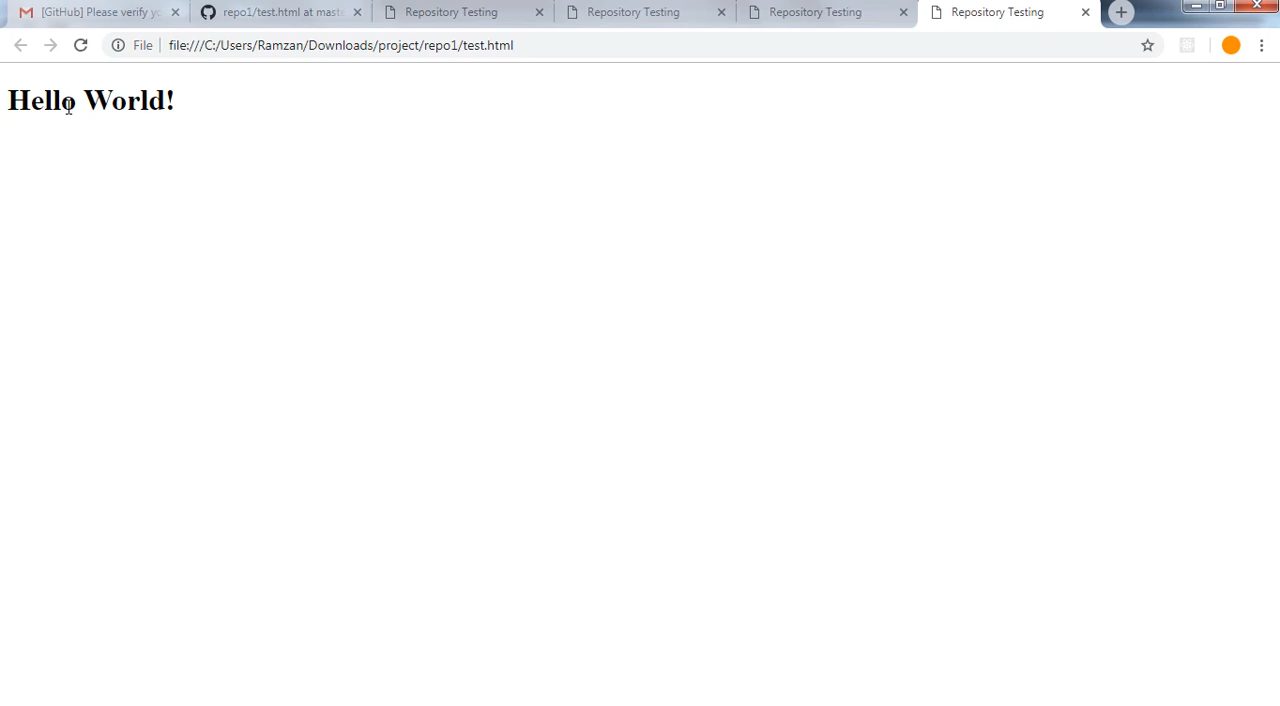 [GitHub] Please verify yo
repo1/test.html at maste
Repository Testing
Repository Testing
Repository Testing
Repository Testing
File
file:///C:/Users/Ramzan/Downloads/project/repo1/test.html
Hello World!